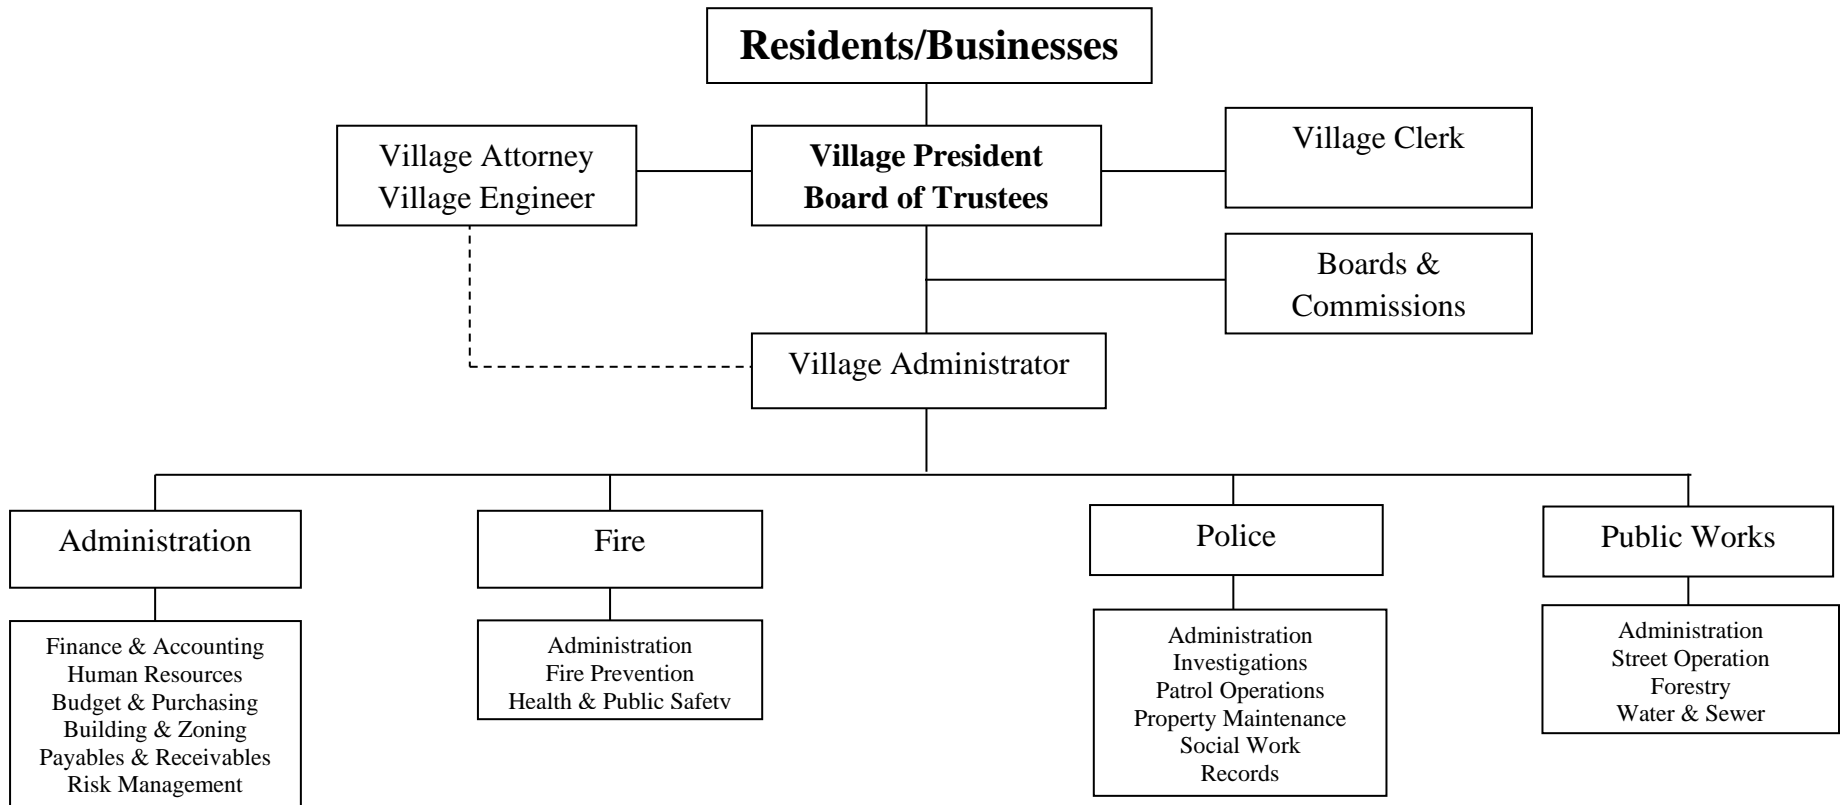 Residents/Businesses
Village Attorney
Village Engineer
Village President
Board of Trustees
Village Clerk
Boards &
Commissions
Village Administrator
Administration
Fire
Police
Public Works
Finance & Accounting
Human Resources
Budget & Purchasing
Building & Zoning
Payables & Receivables
Risk Management
Administration
Fire Prevention
Health & Public Safety
Administration
Investigations
Patrol Operations
Property Maintenance
Social Work
Records
Administration
Street Operation
Forestry
Water & Sewer